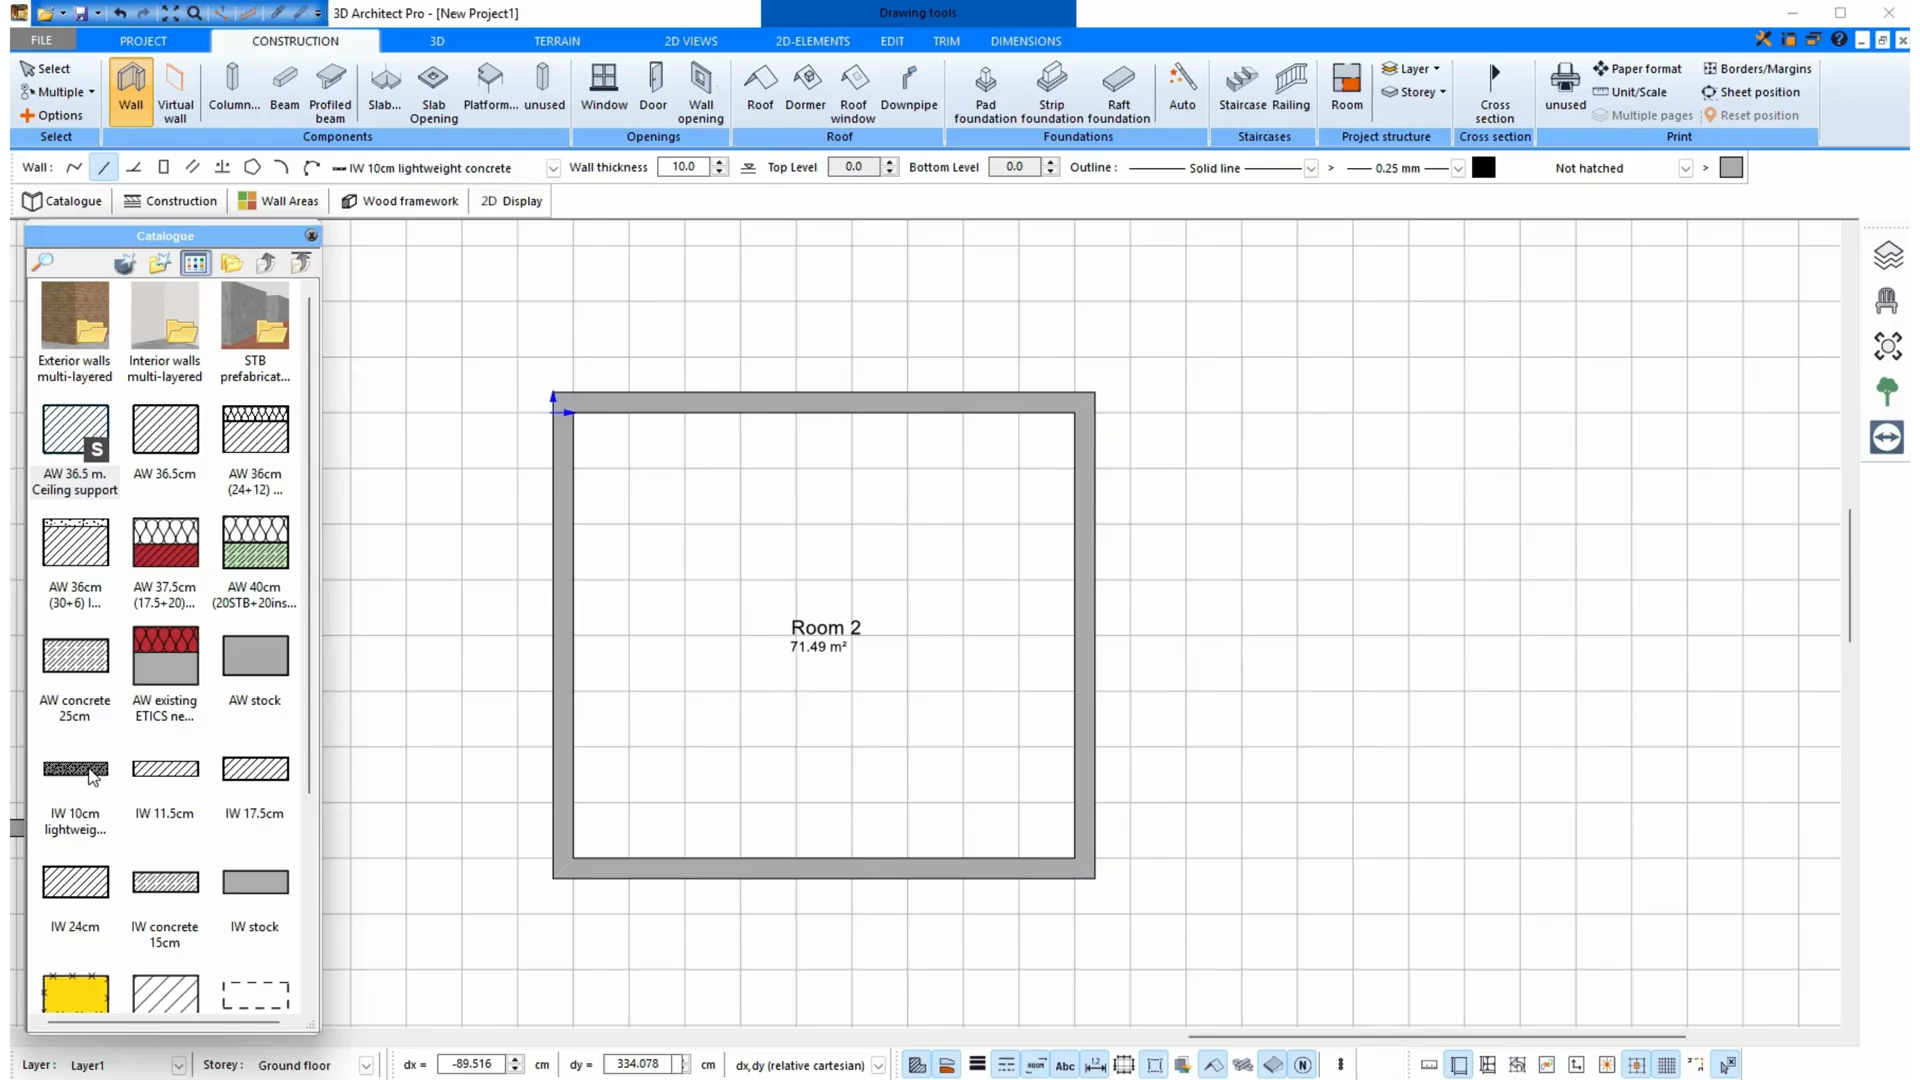 3D Architect Pro - [New Project1]
Drawing tools
FILE
PROJECT
CONSTRUCTION
3D
TERRAIN
2D VIEWS
2D-ELEMENTS
EDIT
TRIM
DIMENSIONS
Select
Multiple
Options
Select
Wall
Virtual
wall
Column...
Beam
Profiled
beam
Slab...
Slab
Opening
Platform...
unused
Components
Window
Door
Wall
opening
Openings
Roof
Dormer
Roof
window
Downpipe
Roof
Pad
foundation
Strip
foundation
Raft
foundation
Auto
Foundations
Staircase
Railing
Staircases
Room
Layer
Storey
Project structure
Cross
section
Cross section
unused
Paper format
Unit/Scale
Multiple pages
Borders/Margins
Sheet position
Reset position
Print
Wall :
IW 10cm lightweight concrete
Wall thickness
10.0
Top Level
0.0
Bottom Level
0.0
Outline :
Solid line
>
0.25 mm
Not hatched
>
Catalogue
Construction
Wall Areas
Wood framework
2D Display
Catalogue
Exterior walls
multi-layered
Interior walls
multi-layered
STB
prefabricat...
S
AW 36.5 m.
Ceiling support
AW 36.5cm
AW 36cm
(24+12) ...
AW 36cm
(30+6) l...
AW 37.5cm
(17.5+20)...
AW 40cm
(20STB+20ins...
AW concrete
25cm
AW existing
ETICS ne...
AW stock
IW 10cm
lightweig...
IW 11.5cm
IW 17.5cm
IW 24cm
IW concrete
15cm
IW stock
Room 2
71.49 m²
Layer :
Layer1
Storey:
Ground floor
dx =
-89.516
cm
dy =
334.078
cm
dx,dy (relative cartesian)
ROOM
Abc
1.2
N